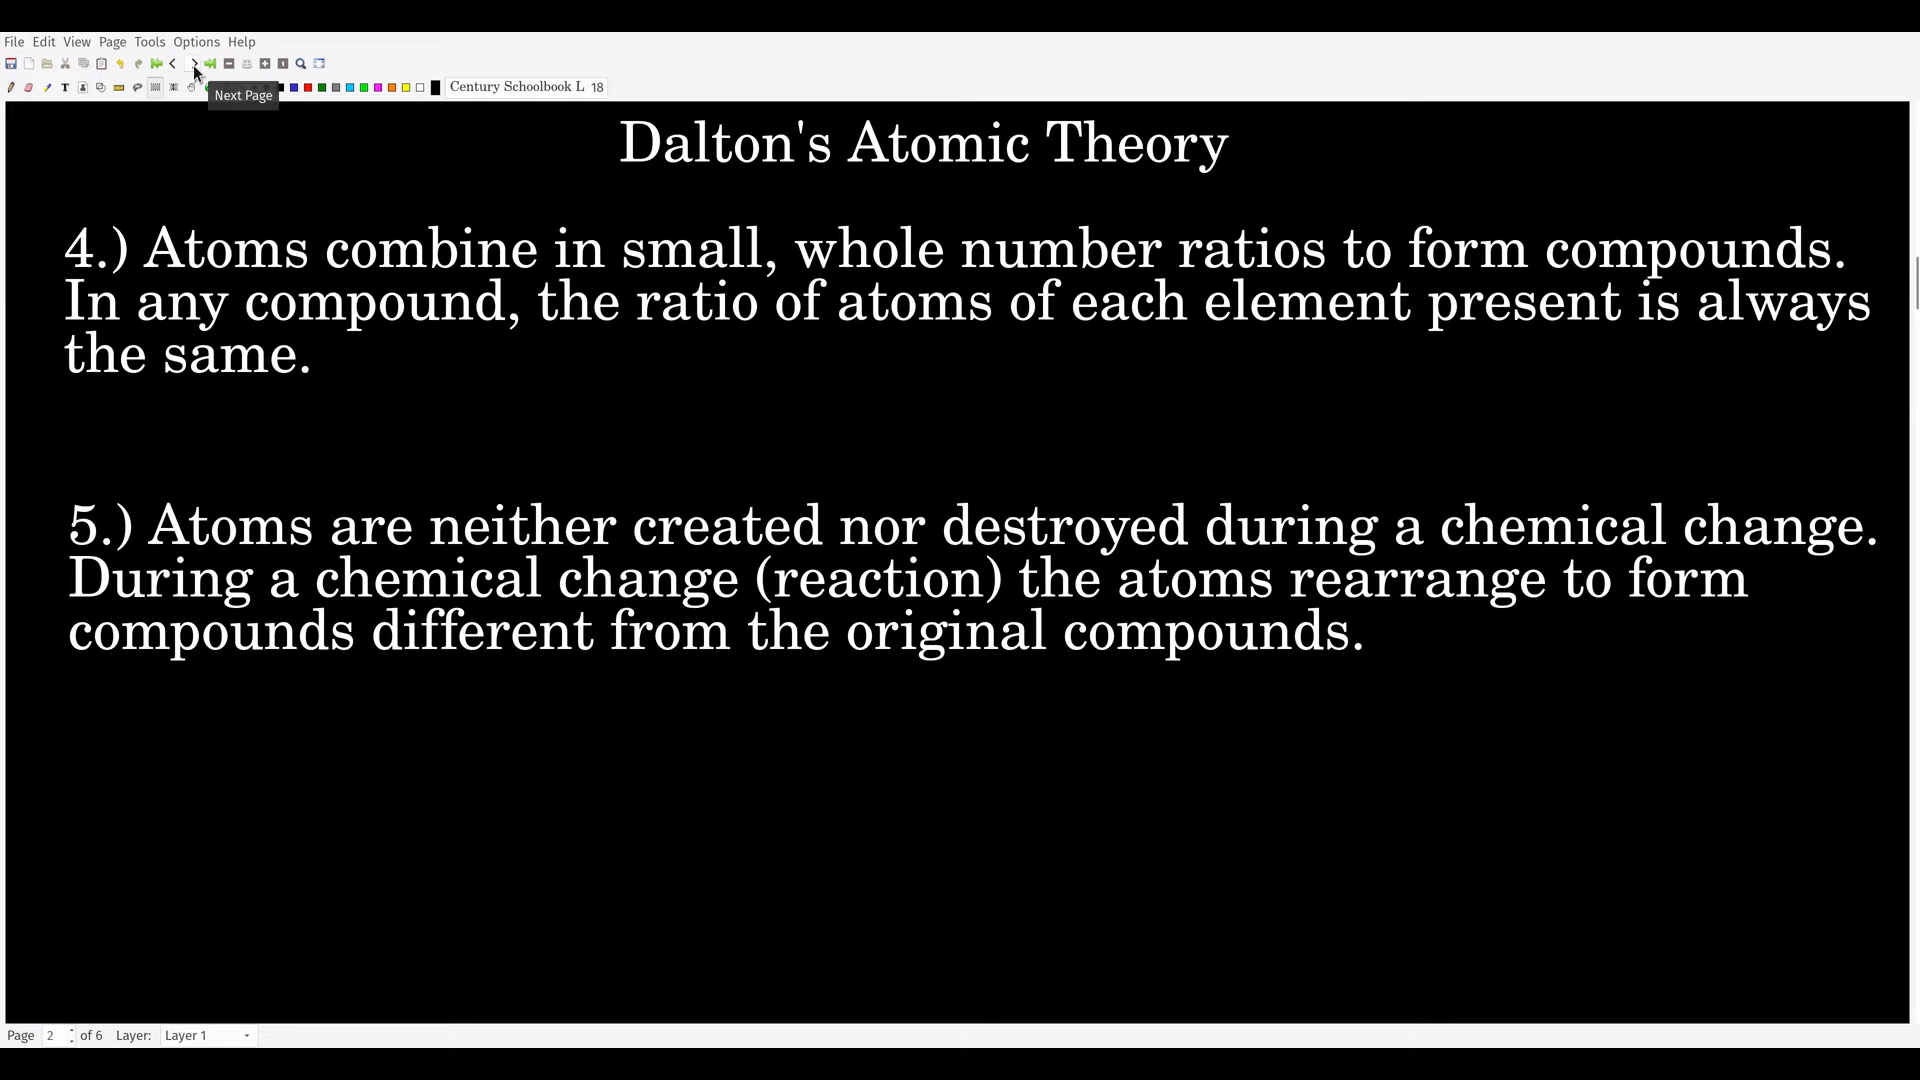 File Edit View Page Tools Options Help
T Century Schoolbook L 18
Next Page
Dalton's Atomic Theory
4.) Atoms combine in small, whole number ratios to form compounds.
In any compound, the ratio of atoms of each element present is always
the same.
5.) Atoms are neither created nor destroyed during a chemical change.
During a chemical change (reaction) the atoms rearrange to form
compounds different from the original compounds.
Page 2 of 6 Layer: Layer 1